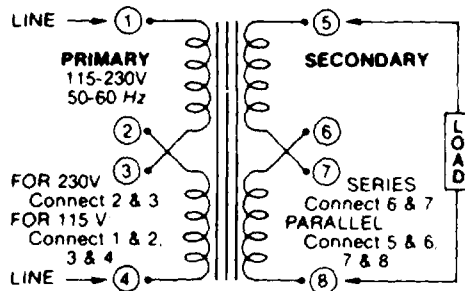 LINE 1 5
PRIMARY SECONDARY
115-230V
50-60 Hz
2 6
3 7
LOAD
FOR 230V
Connect 2 & 3
FOR 115 V
Connect 1 & 2,
3 & 4
SERIES
Connect 6 & 7
PARALLEL
Connect 5 & 6,
7 & 8
LINE 4 8